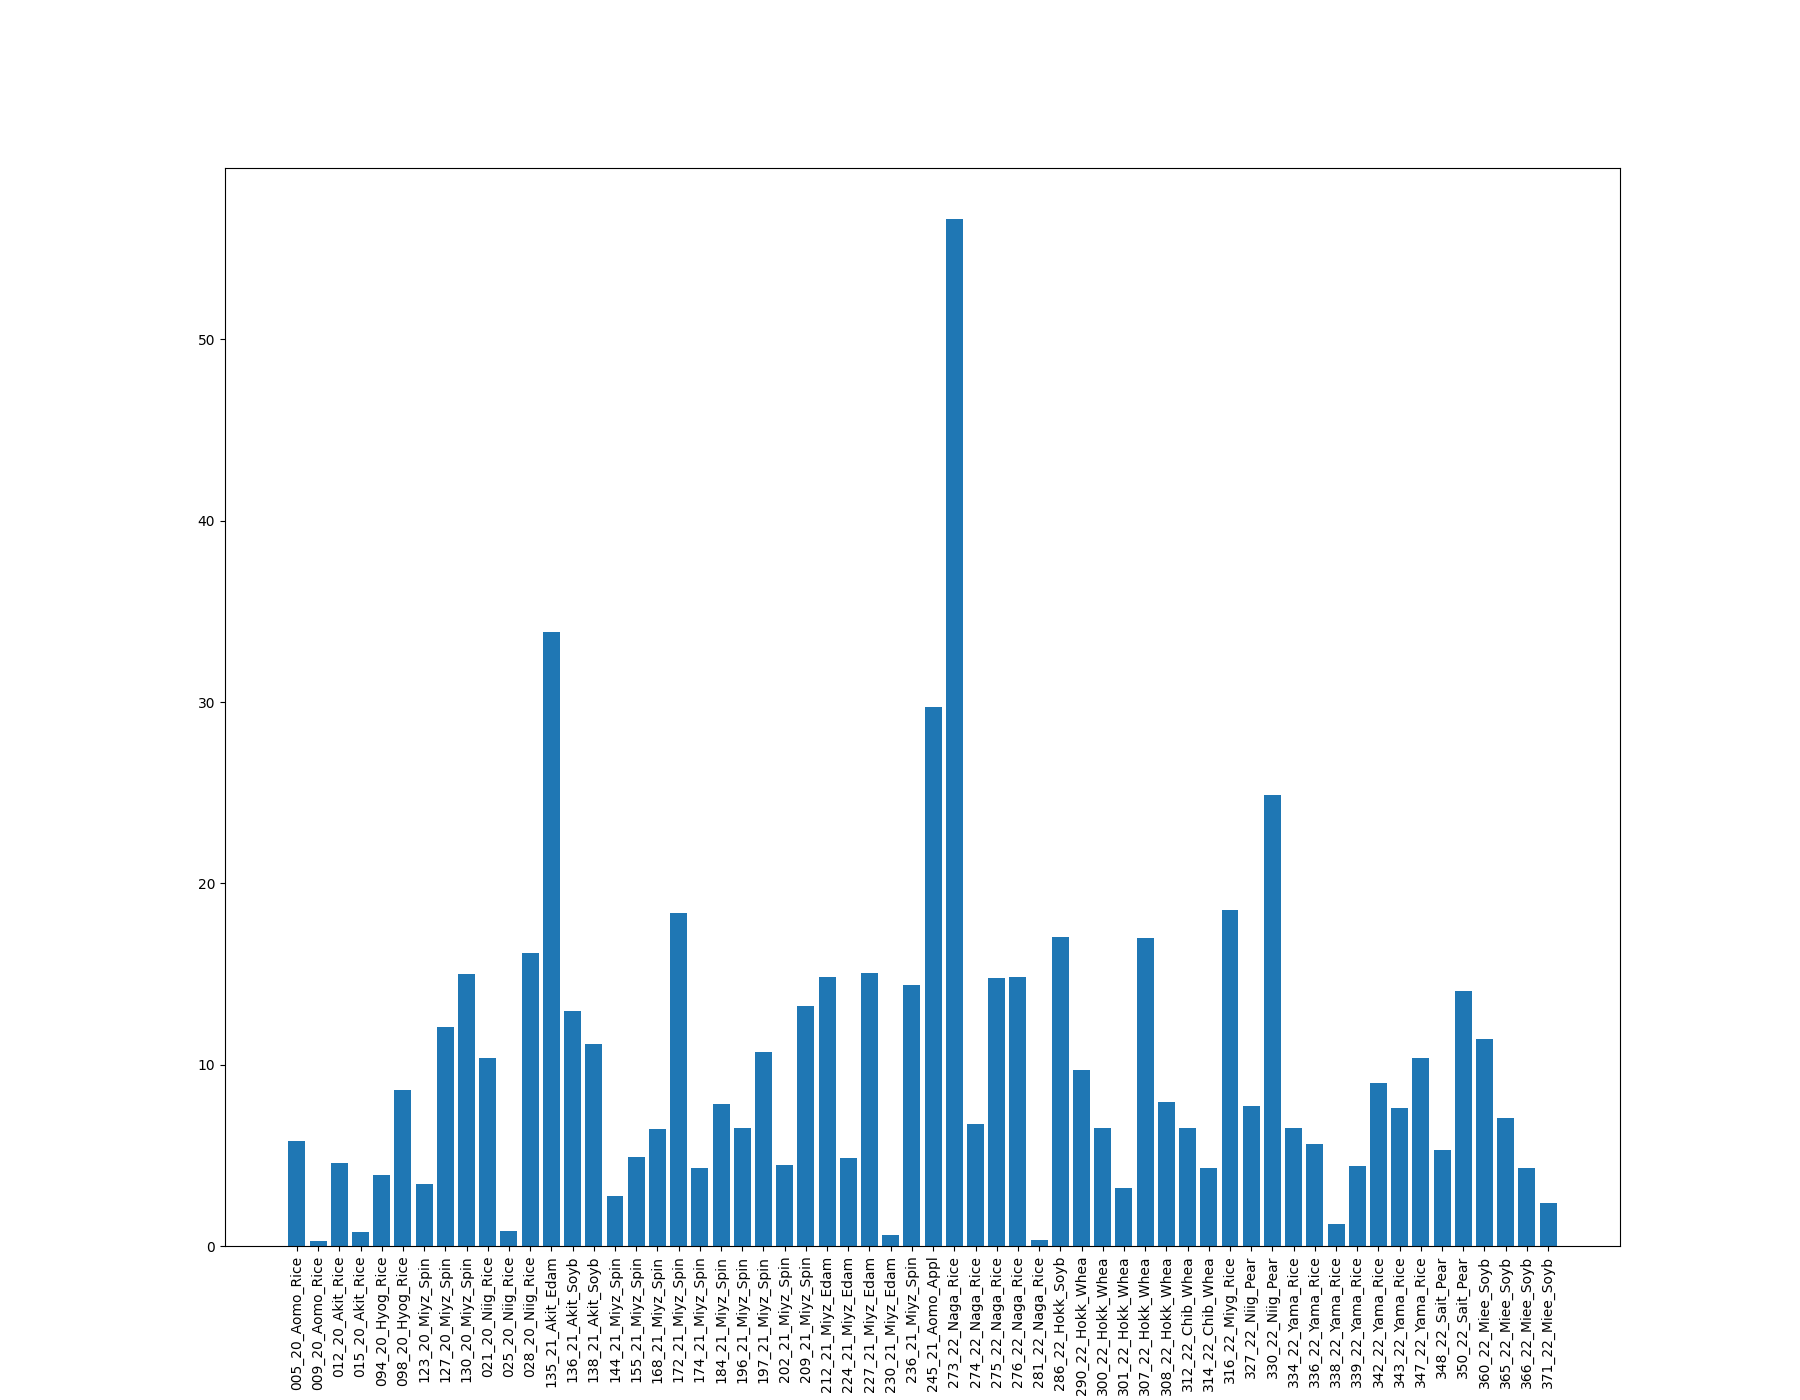 50
40
30
20
10
0
005_20_Aomo_Rice
009_20_Aomo_Rice
012_20_Akit_Rice
015_20_Akit_Rice
094_20_Hyog_Rice
098_20_Hyog_Rice
123_20_Miyz_Spin
127_20_Miyz_Spin
130_20_Miyz_Spin
021_20_Niig_Rice
025_20_Niig_Rice
028_20_Niig_Rice
135_21_Akit_Edam
136_21_Akit_Soyb
138_21_Akit_Soyb
144_21_Miyz_Spin
155_21_Miyz_Spin
168_21_Miyz_Spin
172_21_Miyz_Spin
174_21_Miyz_Spin
184_21_Miyz_Spin
196_21_Miyz_Spin
197_21_Miyz_Spin
202_21_Miyz_Spin
209_21_Miyz_Spin
212_21_Miyz_Edam
224_21_Miyz_Edam
227_21_Miyz_Edam
230_21_Miyz_Edam
236_21_Miyz_Spin
245_21_Aomo_Appl
273_22_Naga_Rice
274_22_Naga_Rice
275_22_Naga_Rice
276_22_Naga_Rice
281_22_Naga_Rice
286_22_Hokk_Soyb
290_22_Hokk_Whea
300_22_Hokk_Whea
301_22_Hokk_Whea
307_22_Hokk_Whea
308_22_Hokk_Whea
312_22_Chib_Whea
314_22_Chib_Whea
316_22_Miyg_Rice
327_22_Niig_Pear
330_22_Niig_Pear
334_22_Yama_Rice
336_22_Yama_Rice
338_22_Yama_Rice
339_22_Yama_Rice
342_22_Yama_Rice
343_22_Yama_Rice
347_22_Yama_Rice
348_22_Sait_Pear
350_22_Sait_Pear
360_22_Miee_Soyb
365_22_Miee_Soyb
366_22_Miee_Soyb
371_22_Miee_Soyb